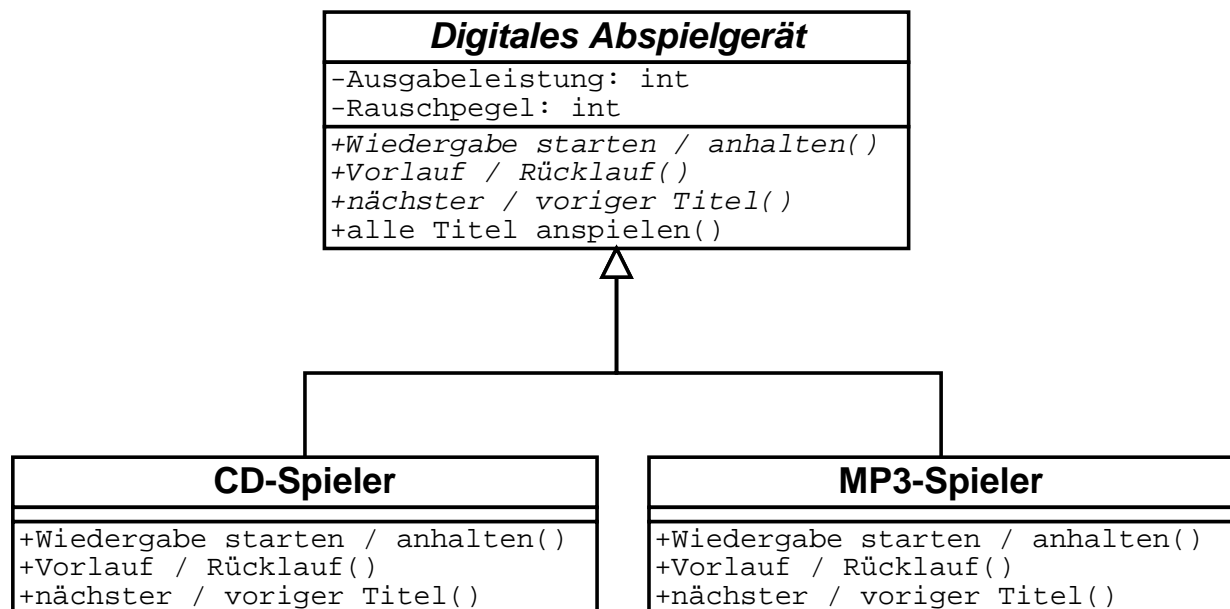 Digitales Abspielgerät
-Ausgabeleistung: int
-Rauschpegel: int
+Wiedergabe starten / anhalten()
+Vorlauf / Rücklauf()
+nächster / voriger Titel()
+alle Titel anspielen()
CD-Spieler
+Wiedergabe starten / anhalten()
+Vorlauf / Rücklauf()
+nächster / voriger Titel()
MP3-Spieler
+Wiedergabe starten / anhalten()
+Vorlauf / Rücklauf()
+nächster / voriger Titel()